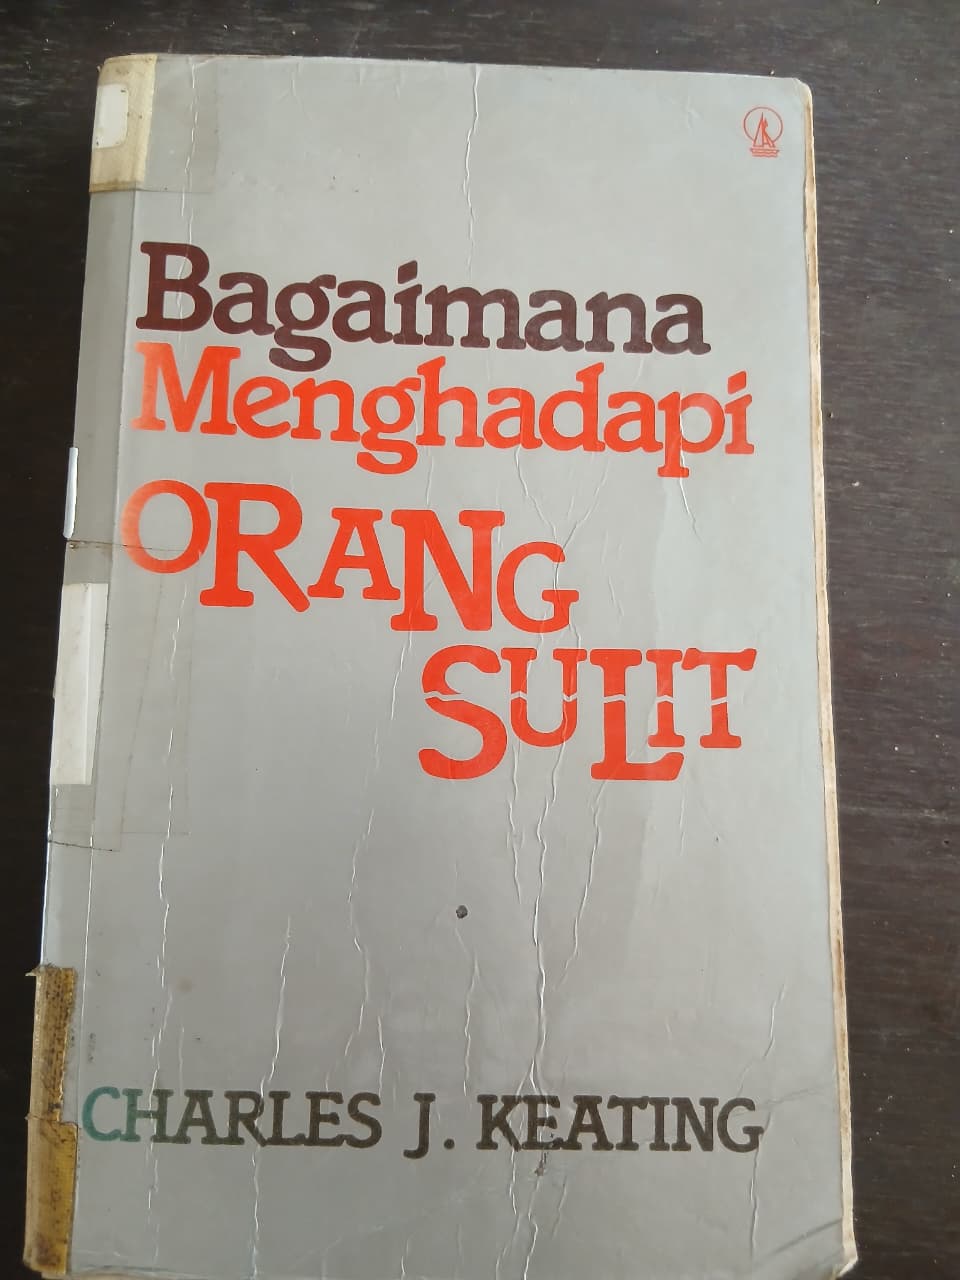 Bagaimana
Menghadapi
ORANG
SULIT
CHARLES J. KEATING